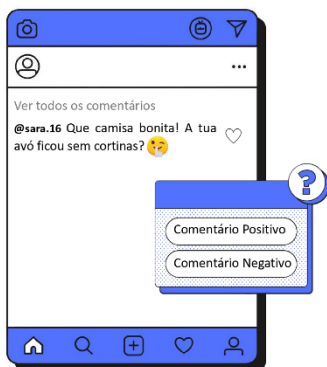 Ver todos os comentários
@sara.16 Que camisa bonita! A tua
avó ficou sem cortinas? 🤭
?
Comentário Positivo
Comentário Negativo